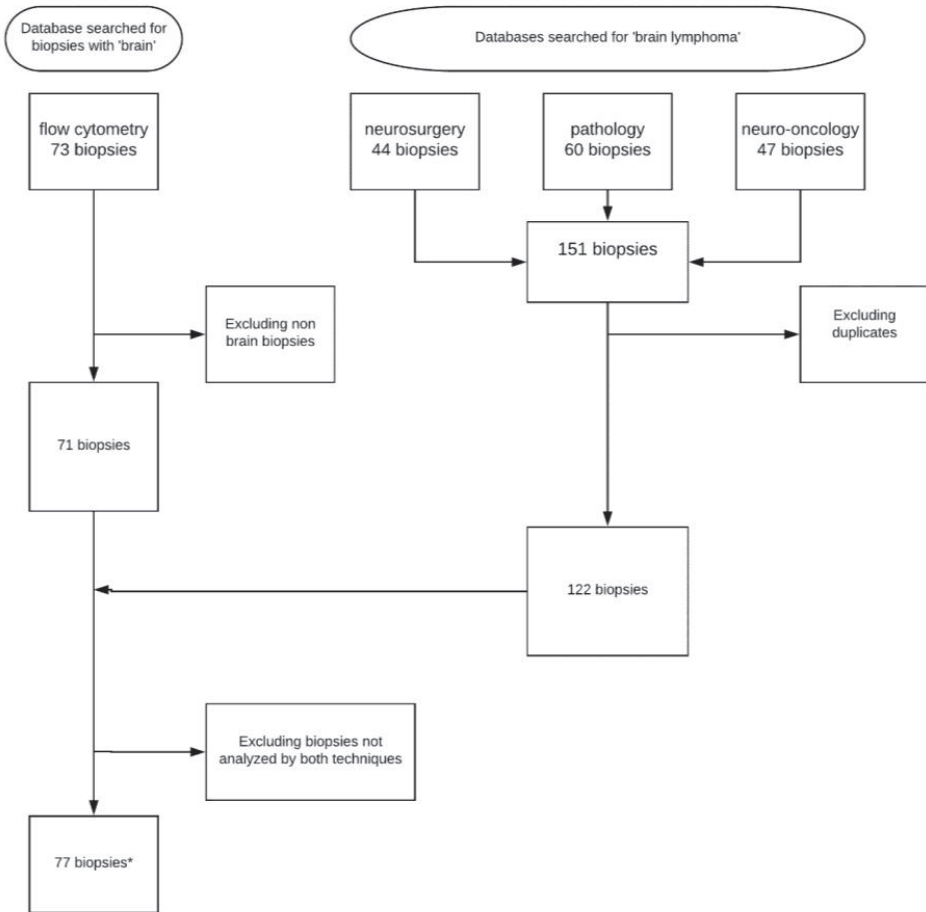 Database searched for
biopsies with 'brain'
Databases searched for 'brain lymphoma'
flow cytometry
73 biopsies
neurosurgery
44 biopsies
pathology
60 biopsies
neuro-oncology
47 biopsies
151 biopsies
Excluding non
brain biopsies
Excluding
duplicates
71 biopsies
122 biopsies
Excluding biopsies not
analyzed by both techniques
77 biopsies*